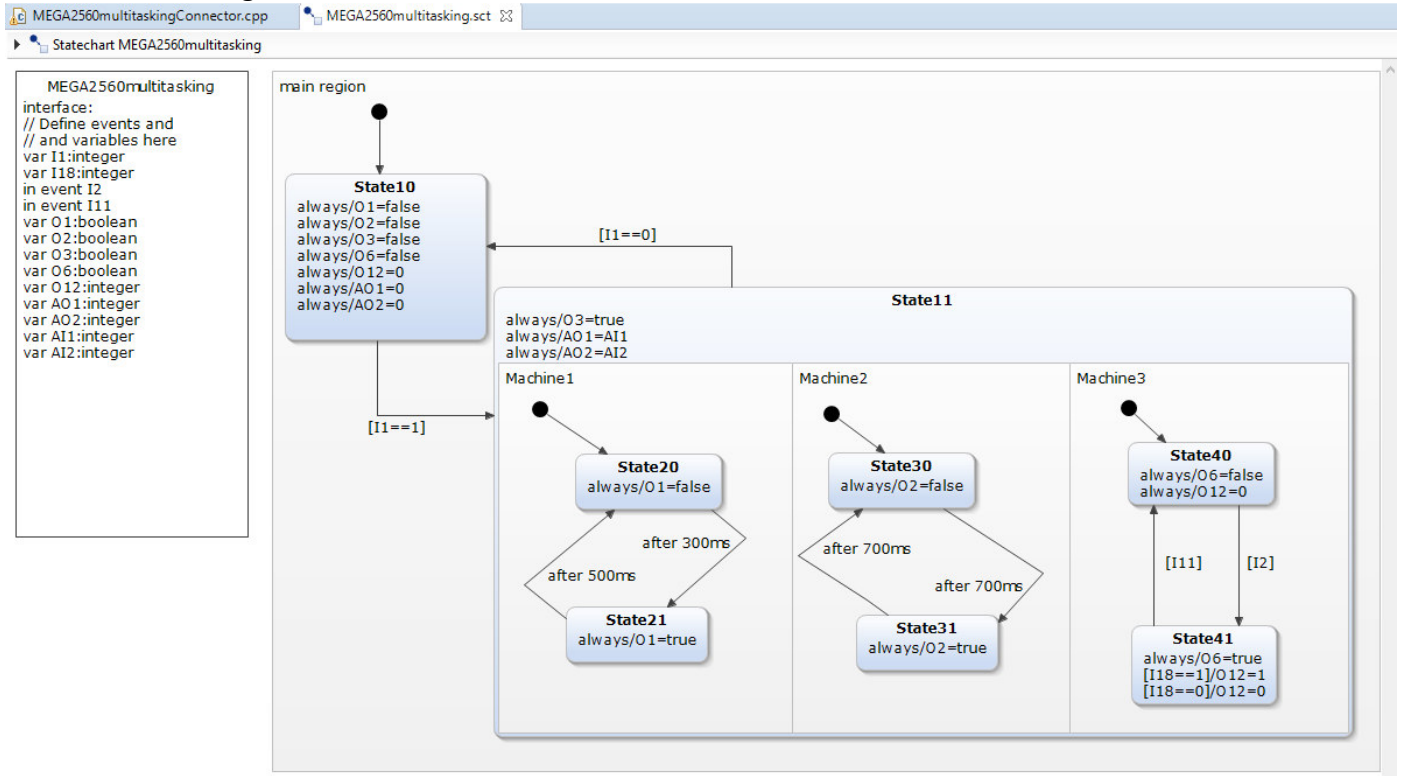 MEGA2560multitaskingConnector.cpp
MEGA2560multitasking.sct
Statechart MEGA2560multitasking
MEGA2560multitasking
interface:
// Define events and
// and variables here
var I1:integer
var I18:integer
in event I2
in event I11
var O1:boolean
var O2:boolean
var O3:boolean
var O6:boolean
var O12:integer
var AO1:integer
var AO2:integer
var AI1:integer
var AI2:integer
main region
State10
always/O1=false
always/O2=false
always/O3=false
always/O6=false
always/O12=0
always/AO1=0
always/AO2=0
[I1==0]
[I1==1]
State11
always/O3=true
always/AO1=AI1
always/AO2=AI2
Machine1
State20
always/O1=false
after 300ms
after 500ms
State21
always/O1=true
Machine2
State30
always/O2=false
after 700ms
after 700ms
State31
always/O2=true
Machine3
State40
always/O6=false
always/O12=0
[I11]
[I2]
State41
always/O6=true
[I18==1]/O12=1
[I18==0]/O12=0